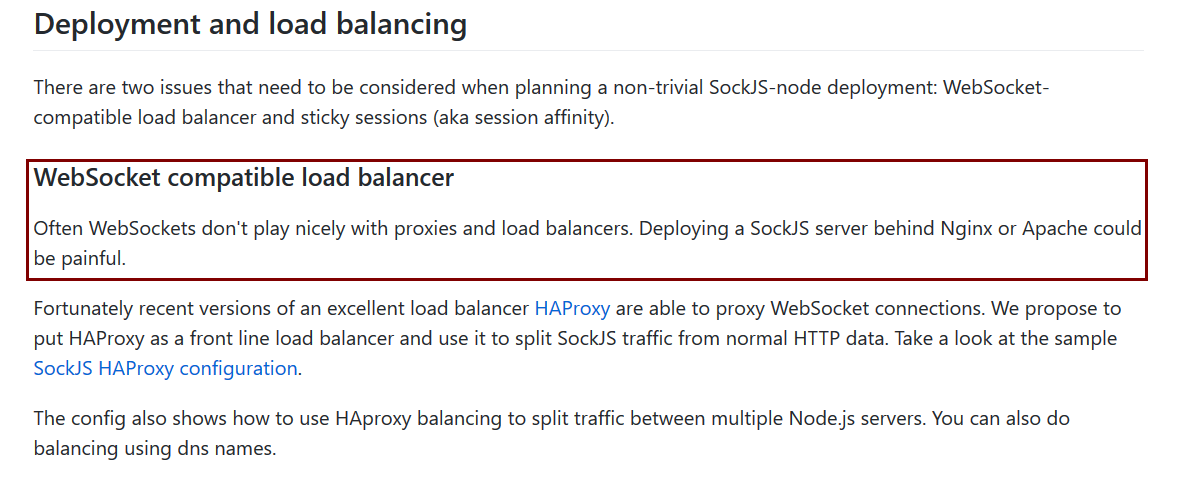 Deployment and load balancing
There are two issues that need to be considered when planning a non-trivial SockJS-node deployment: WebSocket-
compatible load balancer and sticky sessions (aka session affinity).
WebSocket compatible load balancer
Often WebSockets don't play nicely with proxies and load balancers. Deploying a SockJS server behind Nginx or Apache could
be painful.
Fortunately recent versions of an excellent load balancer HAProxy are able to proxy WebSocket connections. We propose to
put HAProxy as a front line load balancer and use it to split SockJS traffic from normal HTTP data. Take a look at the sample
SockJS HAProxy configuration.
The config also shows how to use HAproxy balancing to split traffic between multiple Node.js servers. You can also do
balancing using dns names.